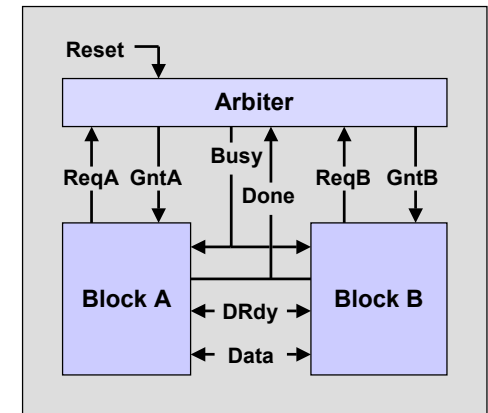 Reset
Arbiter
Busy
ReqA GntA
ReqB GntB
Done
Block A
Block B
DRdy
Data